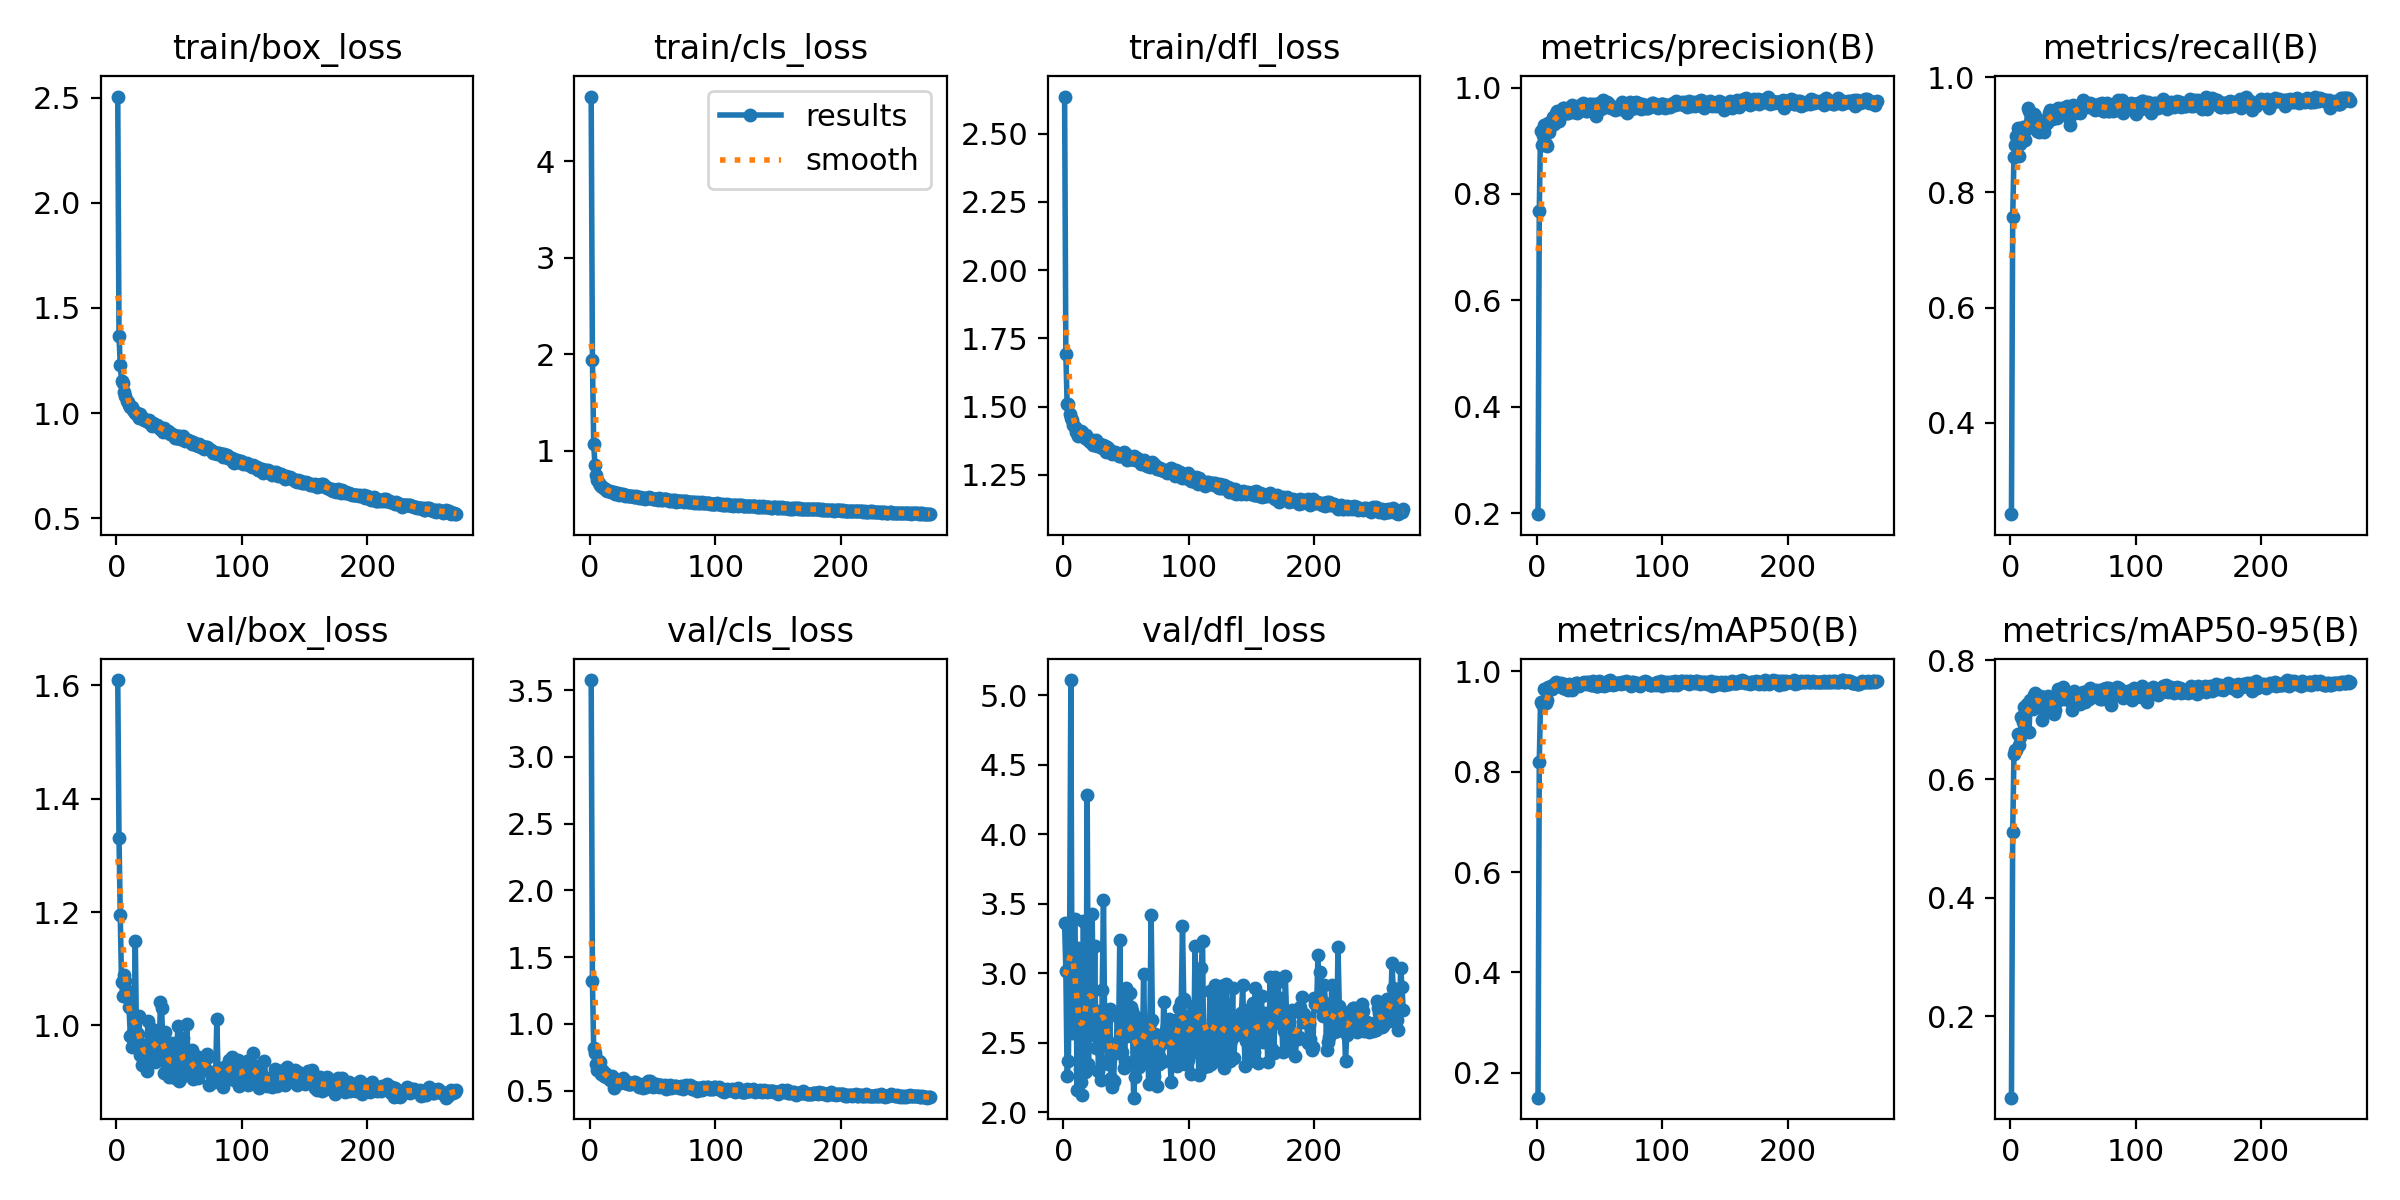 train/box_loss
2.5
2.0
1.5
1.0
0.5
0 100 200
train/cls_loss
results
smooth
4
3
2
1
0 100 200
train/dfl_loss
2.50
2.25
2.00
1.75
1.50
1.25
0 100 200
metrics/precision(B)
1.0
0.8
0.6
0.4
0.2
0 100 200
metrics/recall(B)
1.0
0.8
0.6
0.4
0 100 200
val/box_loss
1.6
1.4
1.2
1.0
0 100 200
val/cls_loss
3.5
3.0
2.5
2.0
1.5
1.0
0.5
0 100 200
val/dfl_loss
5.0
4.5
4.0
3.5
3.0
2.5
2.0
0 100 200
metrics/mAP50(B)
1.0
0.8
0.6
0.4
0.2
0 100 200
metrics/mAP50-95(B)
0.8
0.6
0.4
0.2
0 100 200